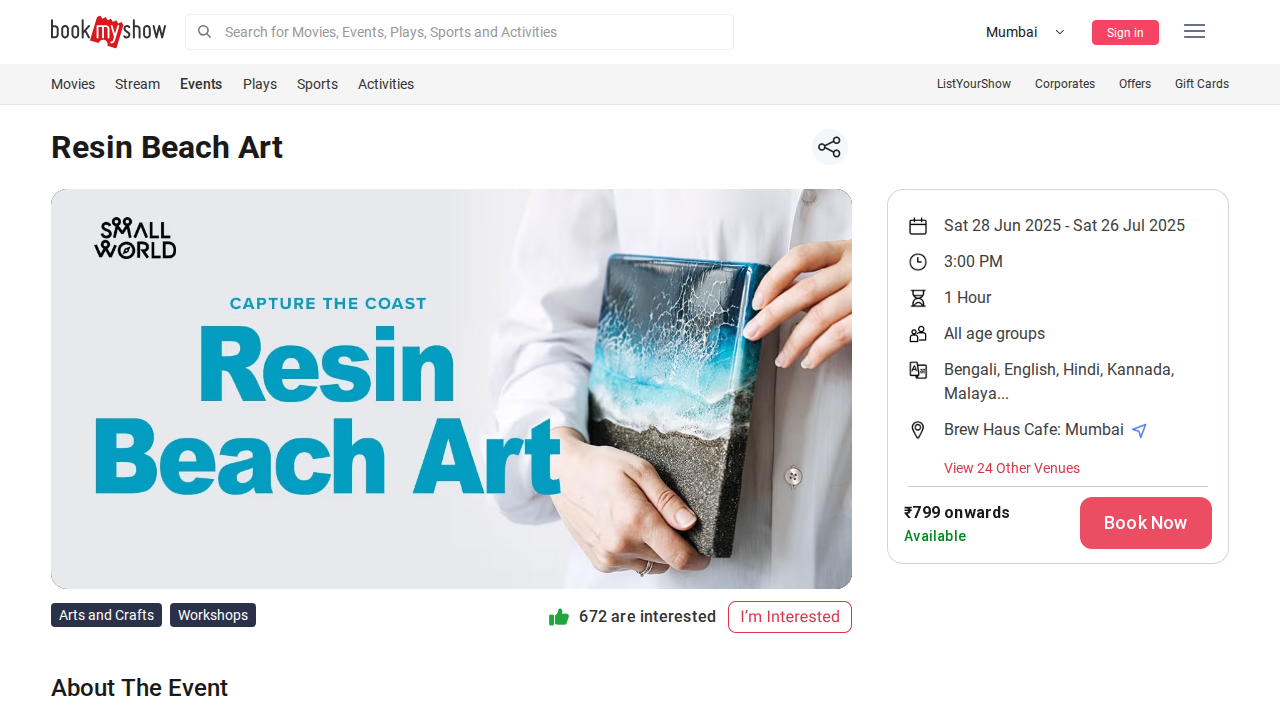 bookmyshow
Search for Movies, Events, Plays, Sports and Activities
Mumbai
Sign in
Movies
Stream
Events
Plays
Sports
Activities
ListYourShow
Corporates
Offers
Gift Cards
Resin Beach Art
SMALL
WORLD
CAPTURE THE COAST
Resin
Beach Art
Sat 28 Jun 2025 - Sat 26 Jul 2025
3:00 PM
1 Hour
All age groups
Bengali, English, Hindi, Kannada,
Malaya...
Brew Haus Cafe: Mumbai
View 24 Other Venues
₹799 onwards
Available
Book Now
Arts and Crafts
Workshops
672 are interested
I’m Interested
About The Event